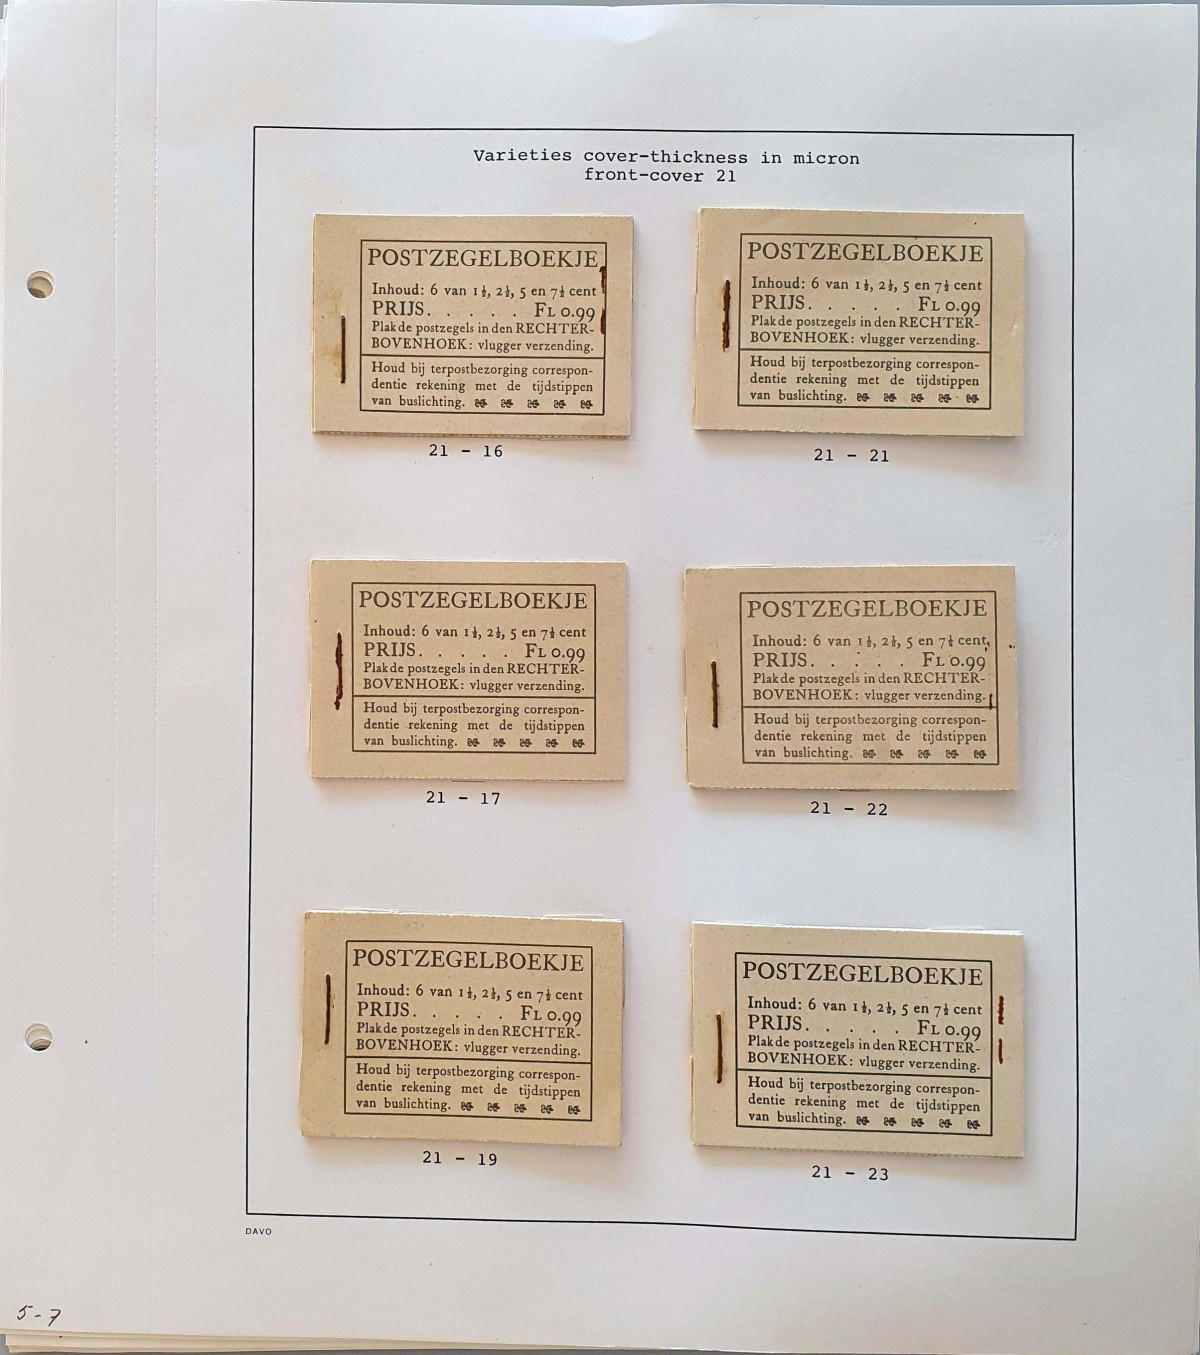 Varieties cover-thickness in micron
front-cover 21
POSTZEGELBOEKJE
Inhoud: 6 van 1½, 2½, 5 en 7½ cent
PRIJS. . . . . . FL 0.99
Plak de postzegels in den RECHTER-
BOVENHOEK: vlugger verzending.
Houd bij terpostbezorging correspon-
dentie rekening met de tijdstippen
van buslichting.
21 - 16
POSTZEGELBOEKJE
Inhoud: 6 van 1½, 2½, 5 en 7½ cent
PRIJS. . . . . . FL 0.99
Plak de postzegels in den RECHTER-
BOVENHOEK: vlugger verzending.
Houd bij terpostbezorging correspon-
dentie rekening met de tijdstippen
van buslichting.
21 - 21
POSTZEGELBOEKJE
Inhoud: 6 van 1½, 2½, 5 en 7½ cent
PRIJS. . . . . . FL 0.99
Plak de postzegels in den RECHTER-
BOVENHOEK: vlugger verzending.
Houd bij terpostbezorging correspon-
dentie rekening met de tijdstippen
van buslichting.
21 - 17
POSTZEGELBOEKJE
Inhoud: 6 van 1½, 2½, 5 en 7½ cent
PRIJS. . . . . . FL 0.99
Plak de postzegels in den RECHTER-
BOVENHOEK: vlugger verzending.
Houd bij terpostbezorging correspon-
dentie rekening met de tijdstippen
van buslichting.
21 - 22
POSTZEGELBOEKJE
Inhoud: 6 van 1½, 2½, 5 en 7½ cent
PRIJS. . . . . . FL 0.99
Plak de postzegels in den RECHTER-
BOVENHOEK: vlugger verzending.
Houd bij terpostbezorging correspon-
dentie rekening met de tijdstippen
van buslichting.
21 - 19
POSTZEGELBOEKJE
Inhoud: 6 van 1½, 2½, 5 en 7½ cent
PRIJS. . . . . . FL 0.99
Plak de postzegels in den RECHTER-
BOVENHOEK: vlugger verzending.
Houd bij terpostbezorging correspon-
dentie rekening met de tijdstippen
van buslichting.
21 - 23
DAVO
5-7